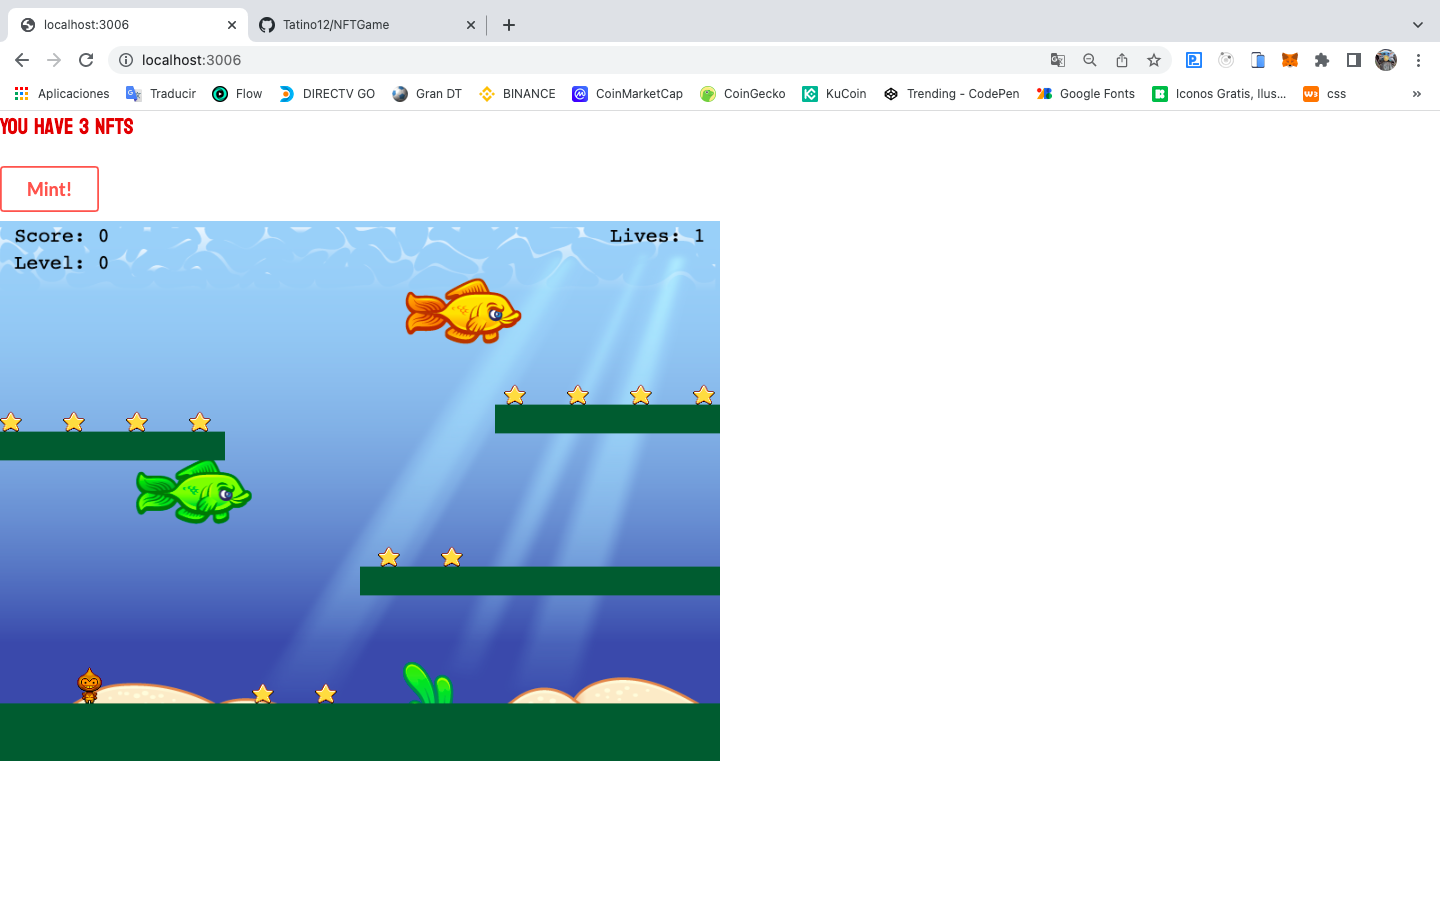 localhost:3006
Tatino12/NFTGame
localhost:3006
Aplicaciones
Traducir
Flow
DIRECTV GO
Gran DT
BINANCE
CoinMarketCap
CoinGecko
KuCoin
Trending - CodePen
Google Fonts
Iconos Gratis, Ilus...
css
»
YOU HAVE 3 NFTS
Mint!
Score: 0
Lives: 1
Level: 0